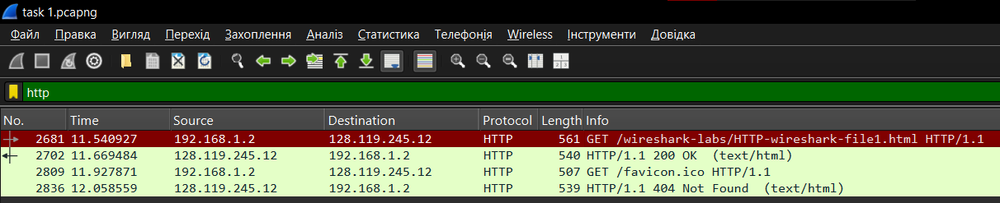 task 1.pcapng
Файл Правка Вигляд Перехід Захоплення Аналіз Статистика Телефонія Wireless Інструменти Довідка
http
No. Time Source Destination Protocol Length Info
2681 11.540927 192.168.1.2 128.119.245.12 HTTP 561 GET /wireshark-labs/HTTP-wireshark-file1.html HTTP/1.1
2702 11.669484 128.119.245.12 192.168.1.2 HTTP 540 HTTP/1.1 200 OK (text/html)
2809 11.927871 192.168.1.2 128.119.245.12 HTTP 507 GET /favicon.ico HTTP/1.1
2836 12.058559 128.119.245.12 192.168.1.2 HTTP 539 HTTP/1.1 404 Not Found (text/html)